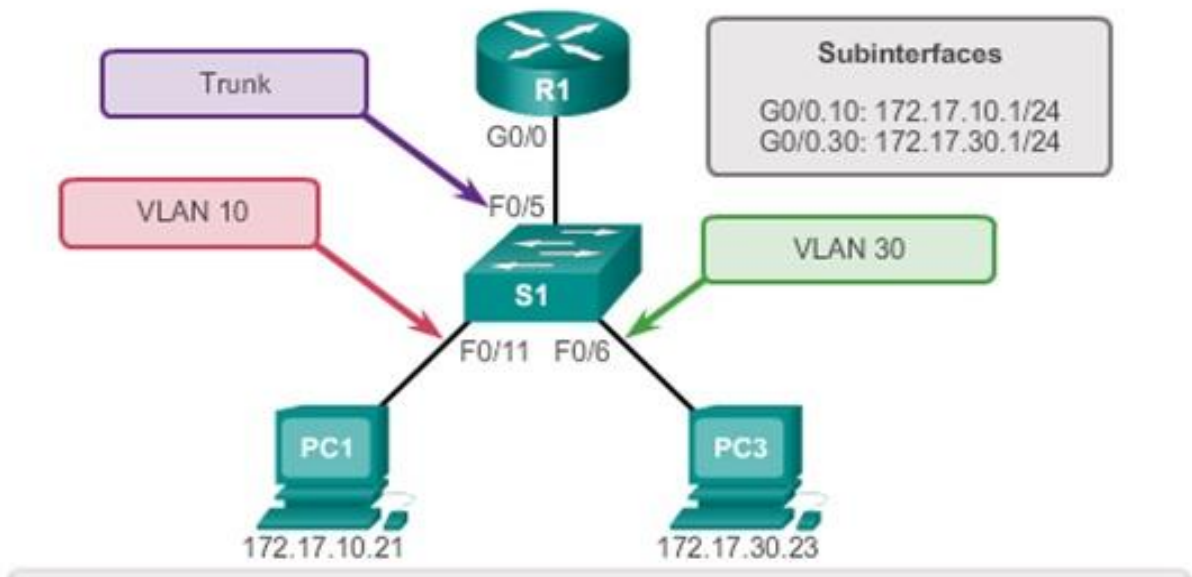 Trunk
R1
Subinterfaces
G0/0.10: 172.17.10.1/24
G0/0.30: 172.17.30.1/24
G0/0
F0/5
VLAN 10
VLAN 30
S1
F0/11
F0/6
PC1
PC3
172.17.10.21
172.17.30.23